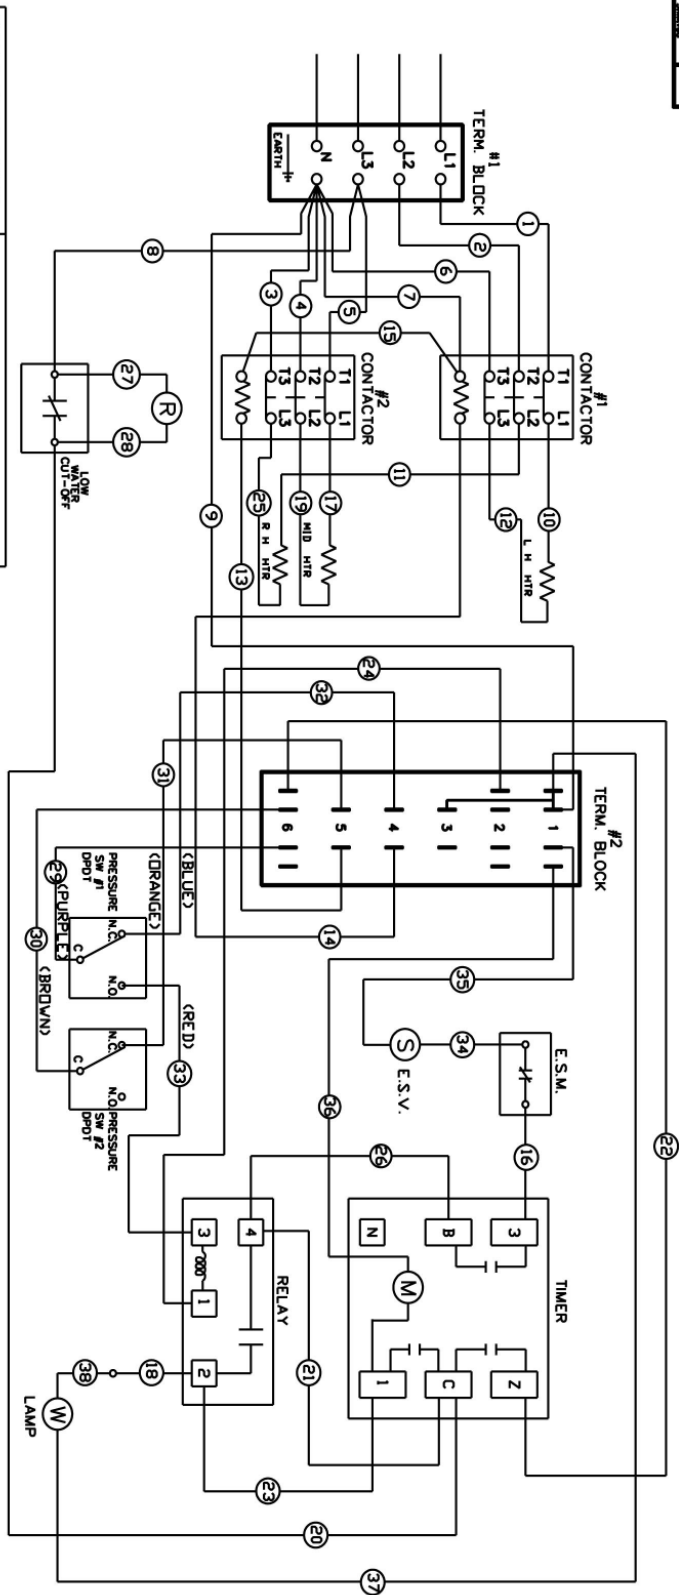 #1
TERM. BLOCK
L1
L2
L3
N
EARTH
1
2
6
7
5
4
3
8
15
#1
CONTACTOR
T1 L1
T2 L2
T3 L3
#2
CONTACTOR
T1 L1
T2 L2
T3 L3
27
R
28
LOW
WATER
CUT-OFF
11
10
12
L H HTR
17
19
MID HTR
25
R H HTR
13
9
24
32
31
#2
TERM. BLOCK
1
2
3
4
5
6
14
(BLUE)
(ORANGE)
29
(PURPLE)
30
(BROWN)
PRESSURE
SW #1
DPDT
N.C.
C
N.O.
(RED)
33
PRESSURE
SW #2
DPDT
N.C.
C
N.O.
35
S
E.S.V.
34
E.S.M.
16
36
22
26
TIMER
3
B
N
M
Z
C
1
RELAY
4
3
1
2
21
23
18
38
W
LAMP
20
37